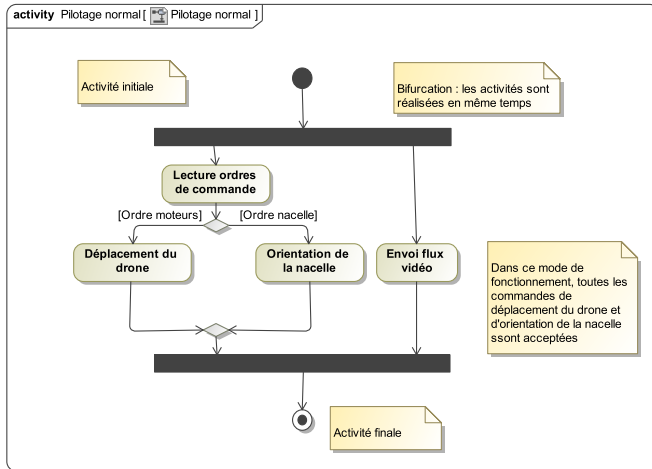 activity Pilotage normal [ Pilotage normal ]
Activité initiale
Bifurcation : les activités sont
réalisées en même temps
Lecture ordres
de commande
[Ordre moteurs]
[Ordre nacelle]
Déplacement du
drone
Orientation de
la nacelle
Envoi flux
vidéo
Dans ce mode de
fonctionnement, toutes les
commandes de
déplacement du drone et
d'orientation de la nacelle
ssont acceptées
Activité finale